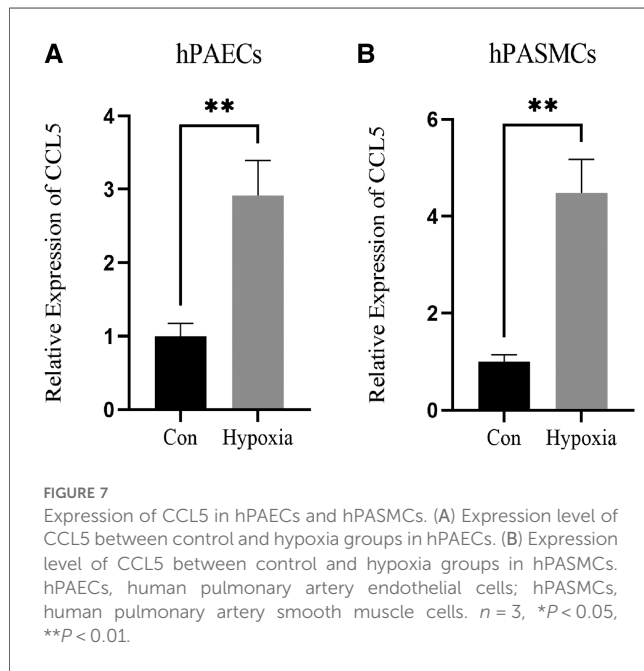 A
hPAECs
Relative Expression of CCL5
4
3
2
1
0
**
Con
Hypoxia
B
hPASMCs
Relative Expression of CCL5
6
4
2
0
**
Con
Hypoxia
FIGURE 7
Expression of CCL5 in hPAECs and hPASMCs. (A) Expression level of
CCL5 between control and hypoxia groups in hPAECs. (B) Expression
level of CCL5 between control and hypoxia groups in hPASMCs.
hPAECs, human pulmonary artery endothelial cells; hPASMCs,
human pulmonary artery smooth muscle cells. n = 3, *P < 0.05,
**P < 0.01.